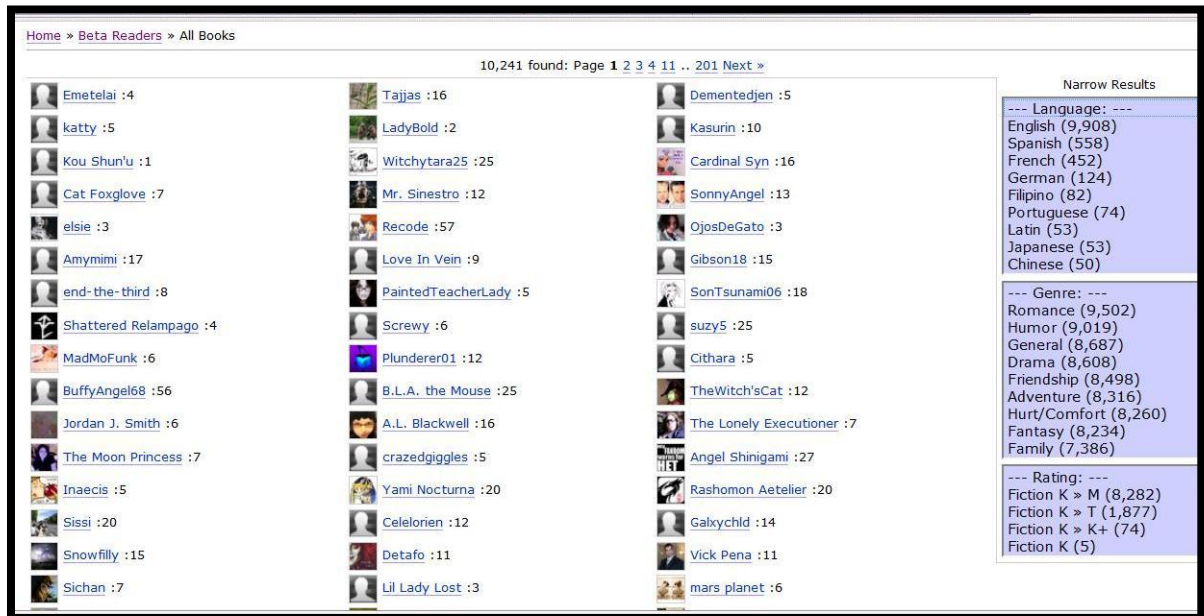 Home » Beta Readers » All Books
10,241 found: Page 1 2 3 4 11 .. 201 Next »
Emetelai :4
Tajjas :16
Dementedjen :5
katty :5
LadyBold :2
Kasurin :10
Kou Shun'u :1
Witchytara25 :25
Cardinal Syn :16
Cat Foxglove :7
Mr. Sinestro :12
SonnyAngel :13
elsie :3
Recode :57
OjosDeGato :3
Amymimi :17
Love In Vein :9
Gibson18 :15
end-the-third :8
PaintedTeacherLady :5
SonTsunami06 :18
Shattered Relampago :4
Screwy :6
suzy5 :25
MadMoFunk :6
Plunderer01 :12
Cithara :5
BuffyAngel68 :56
B.L.A. the Mouse :25
TheWitch'sCat :12
Jordan J. Smith :6
A.L. Blackwell :16
The Lonely Executioner :7
The Moon Princess :7
crazedgiggles :5
Angel Shinigami :27
Inaecis :5
Yami Nocturna :20
Rashomon Aetelier :20
Sissi :20
Celelorien :12
Galxychld :14
Snowfilly :15
Detafo :11
Vick Pena :11
Sichan :7
Lil Lady Lost :3
mars planet :6
Narrow Results
--- Language: ---
English (9,908)
Spanish (558)
French (452)
German (124)
Filipino (82)
Portuguese (74)
Latin (53)
Japanese (53)
Chinese (50)
--- Genre: ---
Romance (9,502)
Humor (9,019)
General (8,687)
Drama (8,608)
Friendship (8,498)
Adventure (8,316)
Hurt/Comfort (8,260)
Fantasy (8,234)
Family (7,386)
--- Rating: ---
Fiction K » M (8,282)
Fiction K » T (1,877)
Fiction K » K+ (74)
Fiction K (5)